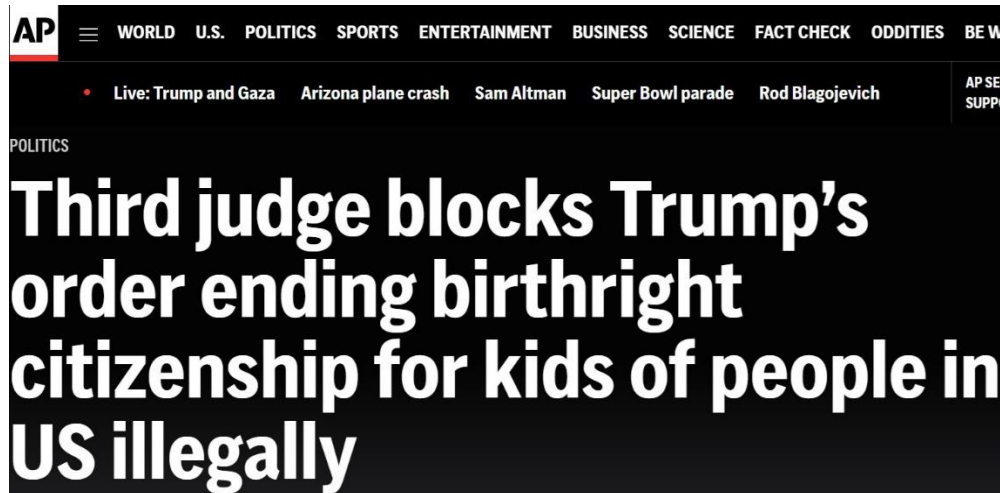 AP WORLD U.S. POLITICS SPORTS ENTERTAINMENT BUSINESS SCIENCE FACT CHECK ODDITIES BE
Live: Trump and Gaza Arizona plane crash Sam Altman Super Bowl parade Rod Blagojevich
AP
POLITICS
Third judge blocks Trump’s
order ending birthright
citizenship for kids of people in
US illegally